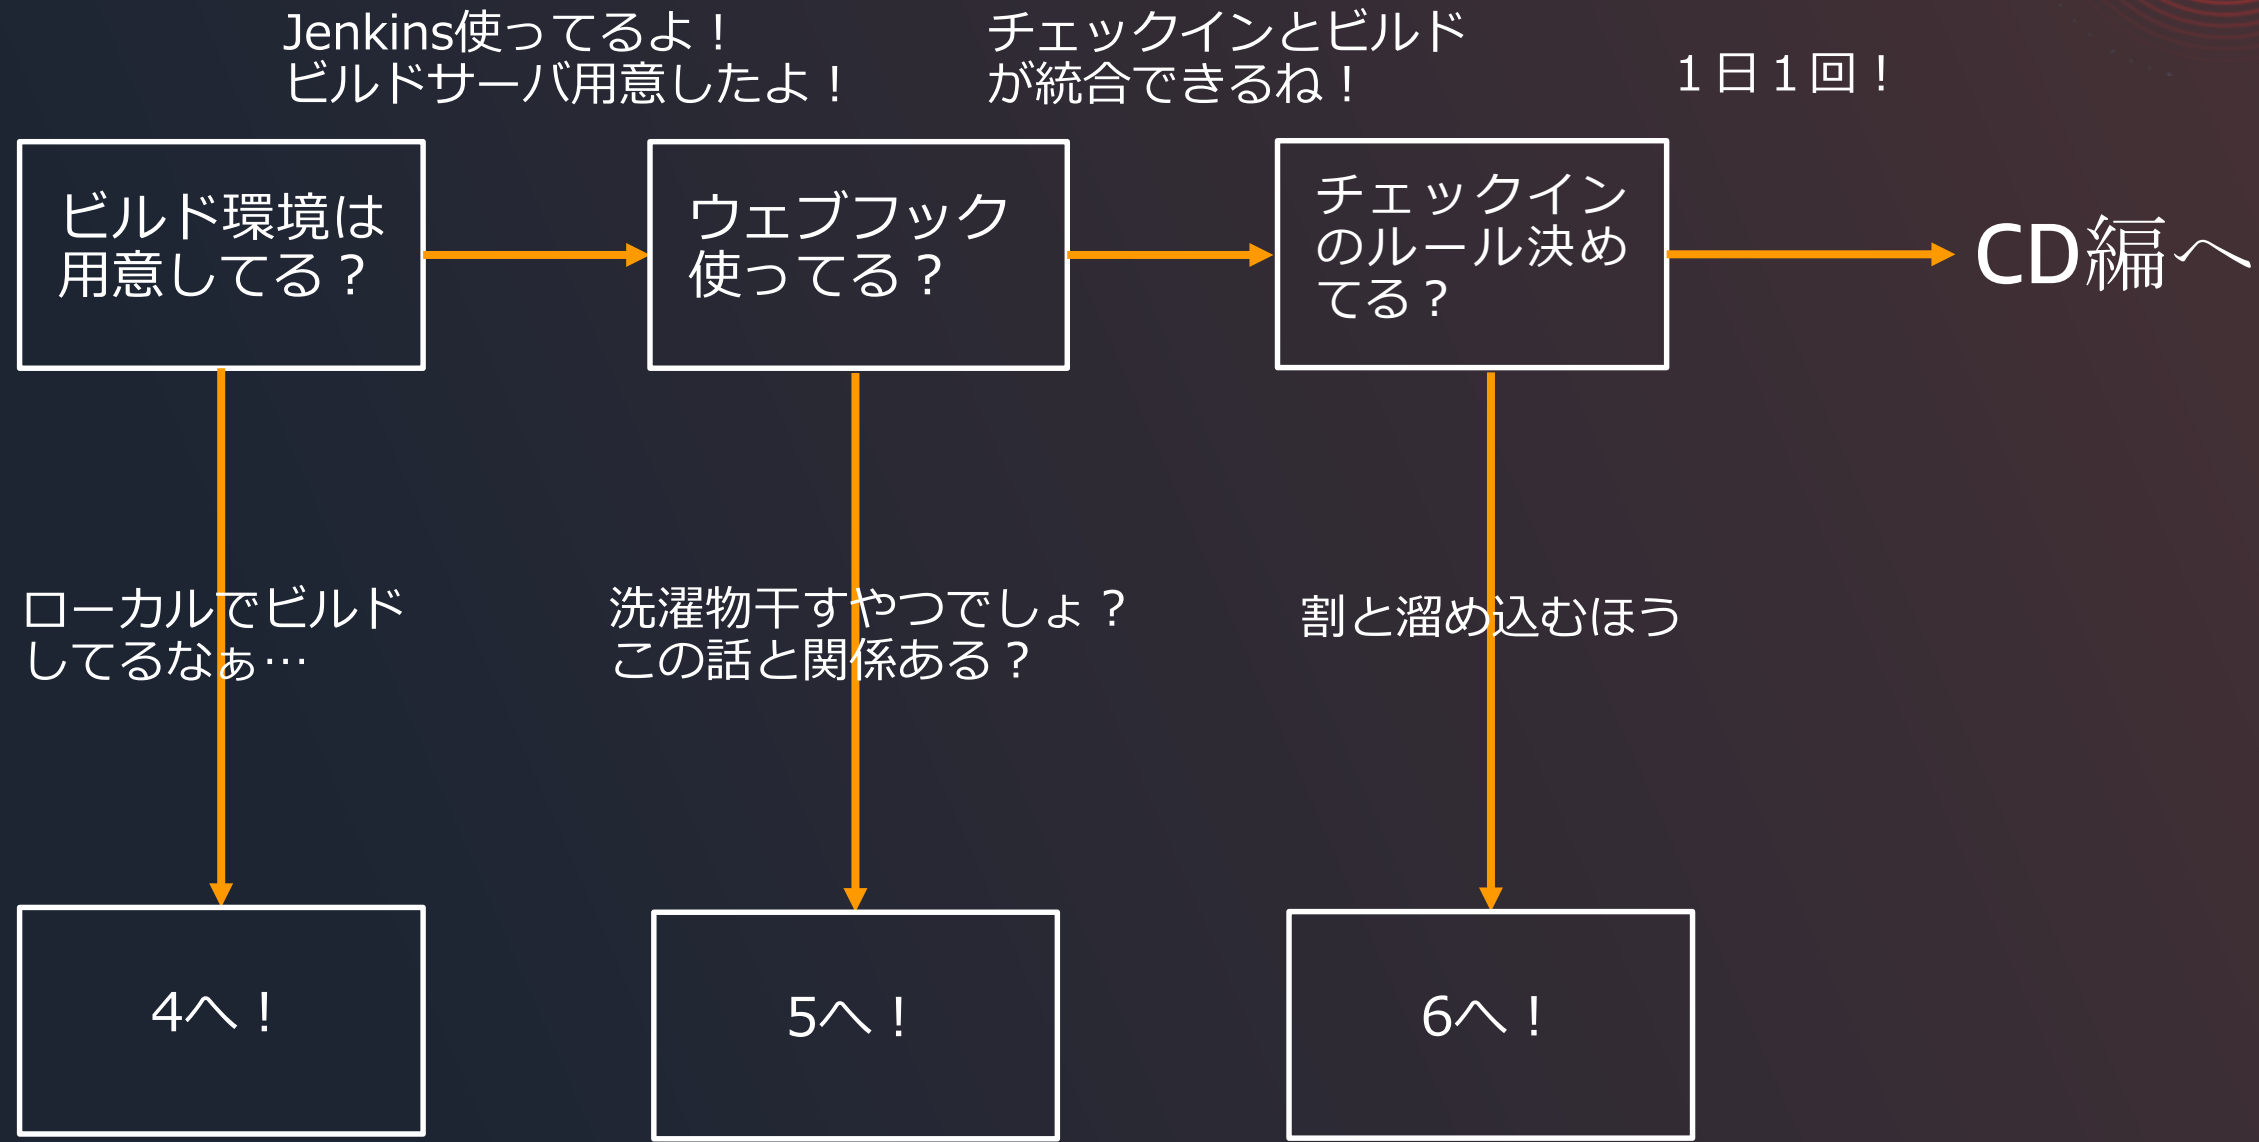 Jenkins使ってるよ！
ビルドサーバ用意したよ！
チェックインとビルド
が統合できるね！
１日１回！
ビルド環境は
用意してる？
ウェブフック
使ってる？
チェックイン
のルール決め
てる？
CD編へ
ローカルでビルド
してるなぁ…
洗濯物干すやつでしょ？
この話と関係ある？
割と溜め込むほう
4へ！
5へ！
6へ！